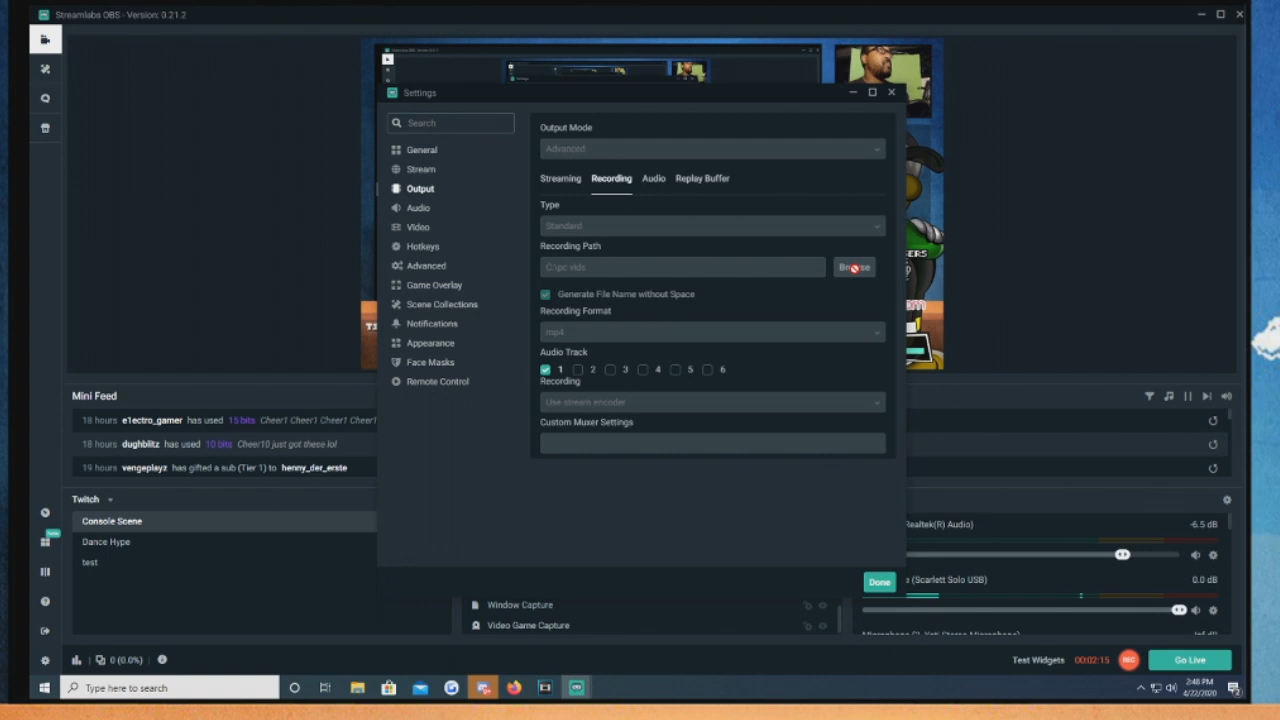 Streamlabs OBS - Version: 0.21.2
Settings
Search
General
Stream
Output
Audio
Video
Hotkeys
Advanced
Game Overlay
Scene Collections
Notifications
Appearance
Face Masks
Remote Control
Output Mode
Advanced
Streaming Recording Audio Replay Buffer
Type
Standard
Recording Path
C:\pc vids
Browse
Generate File Name without Space
Recording Format
mp4
Audio Track
1 2 3 4 5 6
Recording
Use stream encoder
Custom Muxer Settings
Done
Mini Feed
18 hours e1ectro_gamer has used 15 bits Cheer1 Cheer1 Cheer1 Cheer1
18 hours dughblitz has used 10 bits Cheer10 just got these lol
19 hours vengeplayz has gifted a sub (Tier 1) to henny_der_erste
Twitch
Console Scene
Dance Hype
test
Window Capture
Video Game Capture
Realtek(R) Audio) -6.5 dB
(Scarlett Solo USB) 0.0 dB
0 (0.0%)
Test Widgets 00:02:15 REC Go Live
Type here to search
2:48 PM
4/22/2020
2